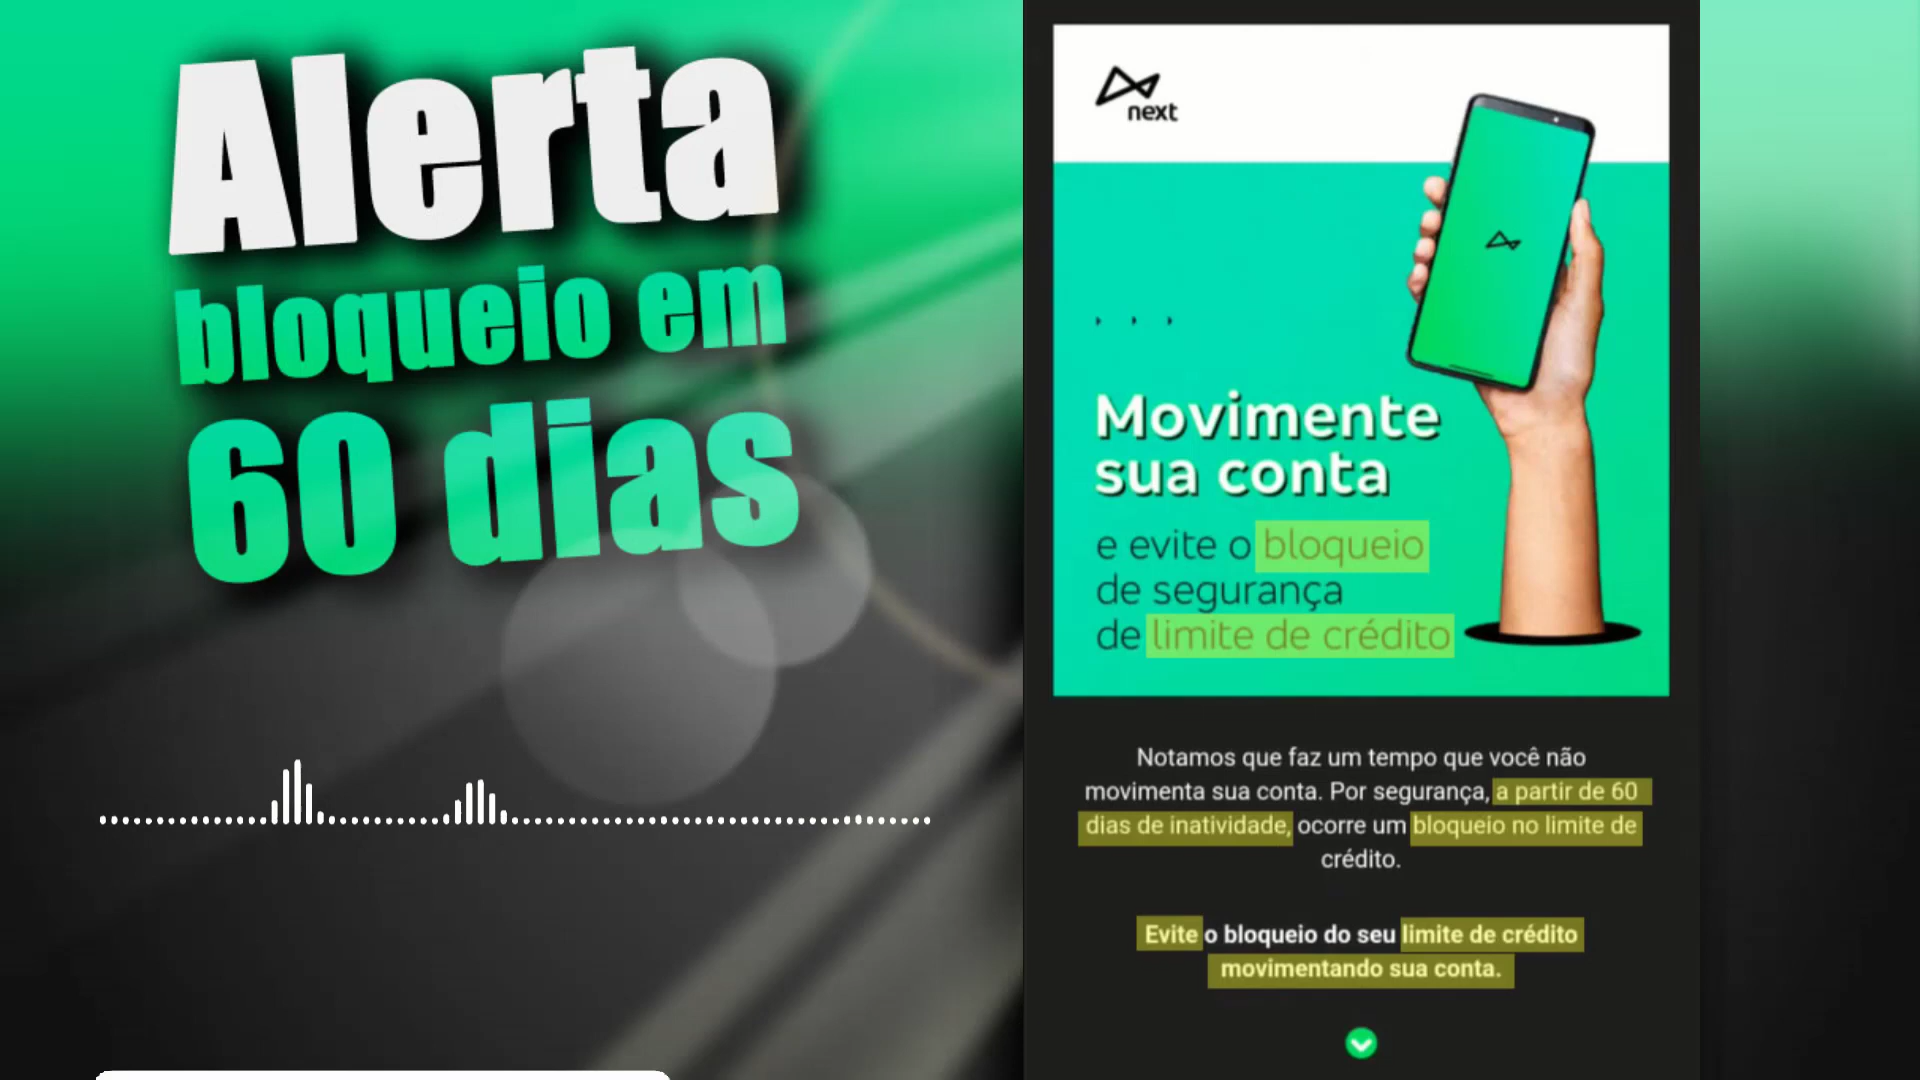 Alerta
bloqueio em
60 dias
next
Movimente
sua conta
e evite o bloqueio
de segurança
de limite de crédito
Notamos que faz um tempo que você não
movimenta sua conta. Por segurança, a partir de 60
dias de inatividade, ocorre um bloqueio no limite de
crédito.
Evite o bloqueio do seu limite de crédito
movimentando sua conta.